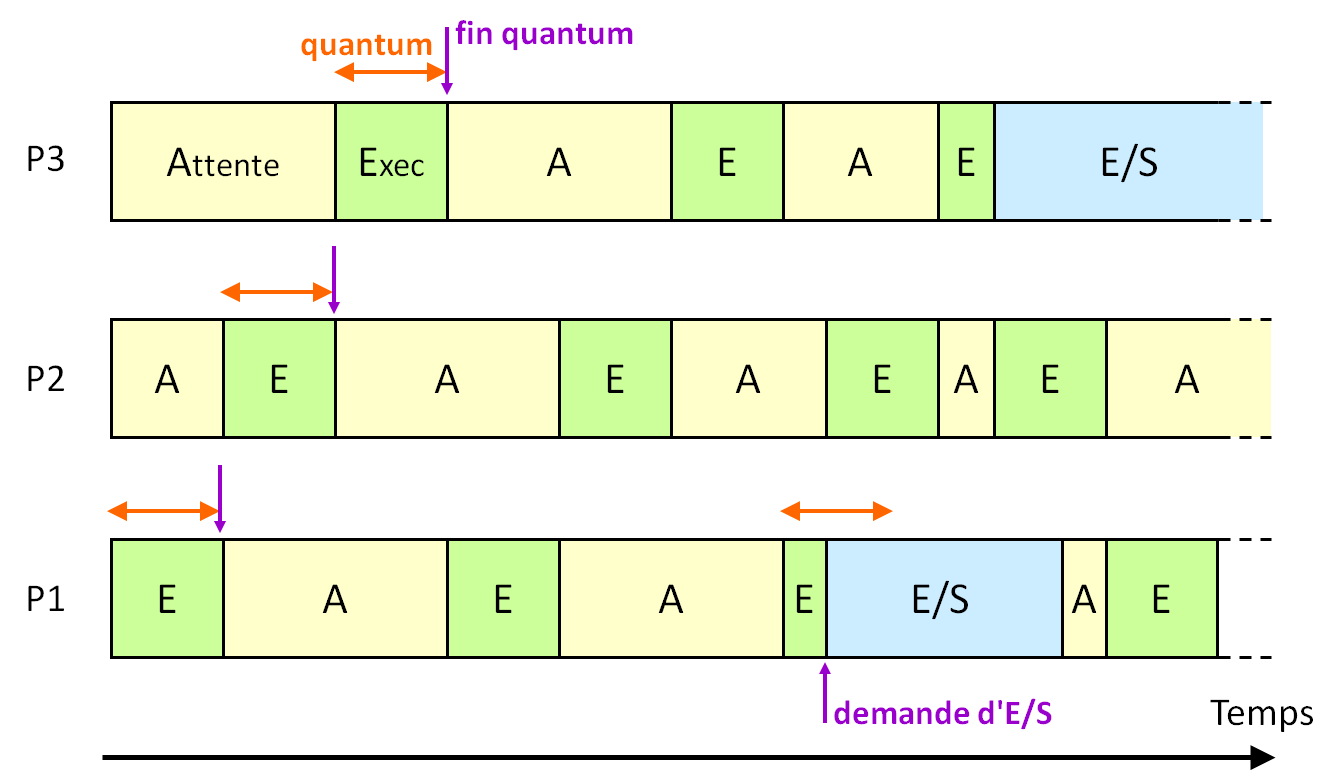 quantum fin quantum
P3 Attente Exec A E A E E/S
P2 A E A E A E A E A
P1 E A E A E E/S A E
demande d'E/S
Temps